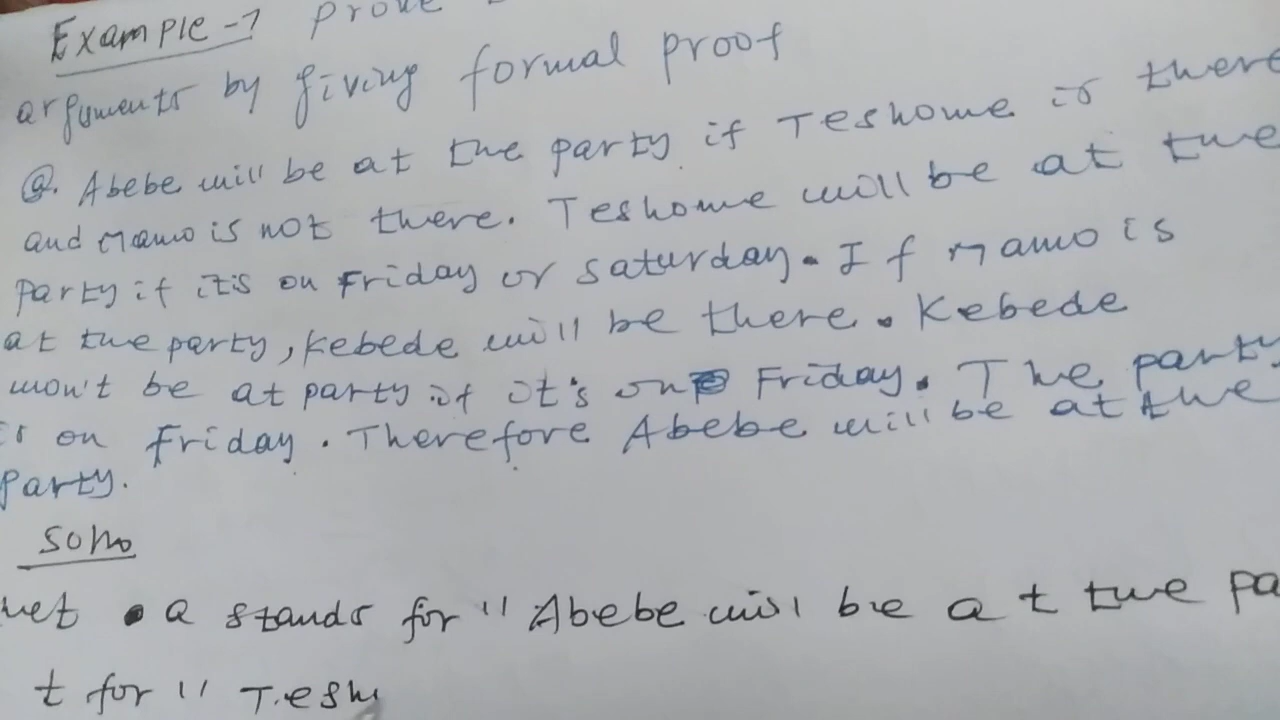 Example-7 Prove
arguments by giving formal proof
@. Abebe will be at the party if Teshome is there
and Mamo is not there. Teshome will be at the
Party if it's on Friday or saturday. If Mamo is
at the party, kebede will be there. Kebede
won't be at party if it's on Friday. The party
is on Friday. Therefore Abebe will be at the
Party.
Soln
Let a stands for " Abebe will be at the pa
t for " Tesh